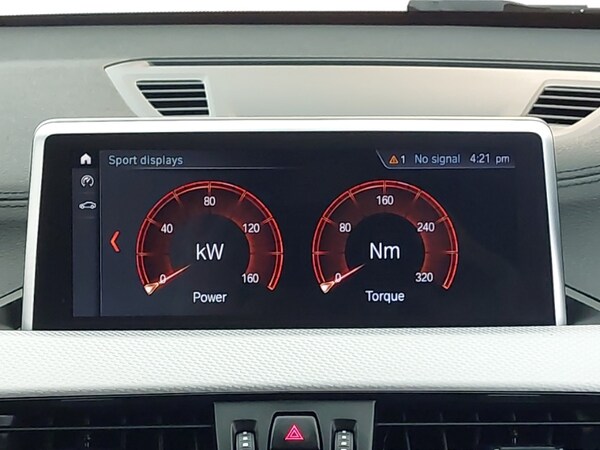 Sport displays
1 No signal 4:21 pm
0 40 80 120 160
kW
Power
0 80 160 240 320
Nm
Torque